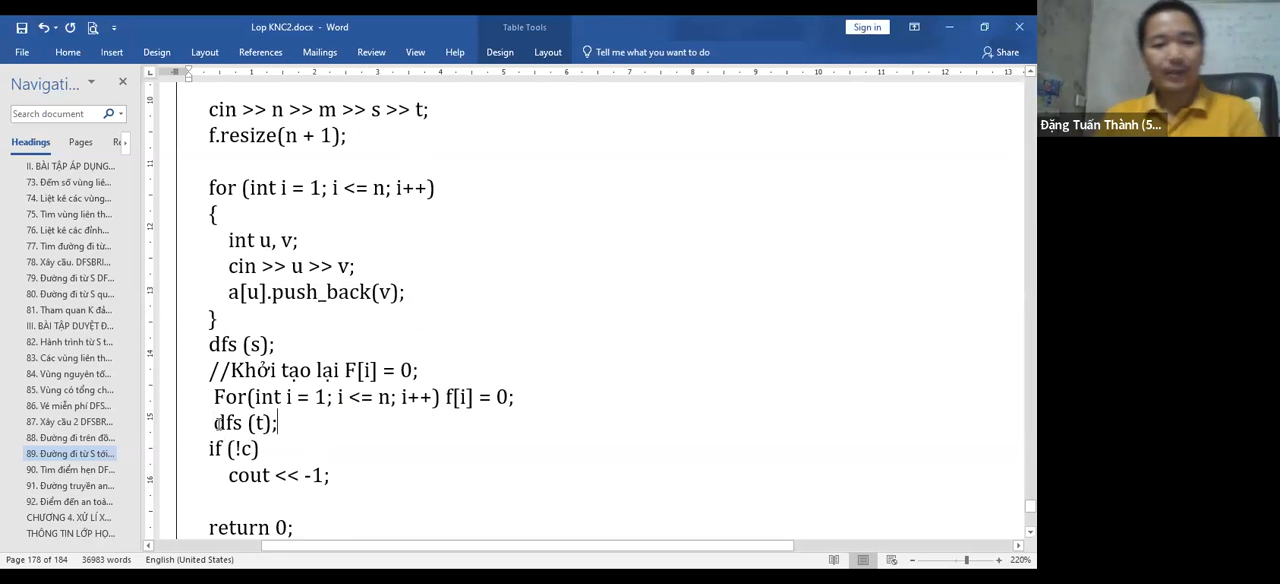 Lop KNC2.docx - Word
Table Tools
Sign in
File Home Insert Design Layout References Mailings Review View Help Design Layout Tell me what you want to do Share
Navigati...
Search document
Headings Pages Re
II. BÀI TẬP ÁP DỤNG...
73. Đếm số vùng liê...
74. Liệt kê các vùng...
75. Tìm vùng liên th...
76. Liệt kê các đỉnh...
77. Tìm đường đi từ...
78. Xây cầu. DFSBRI...
79. Đường đi từ S DF...
80. Đường đi từ S qu...
81. Tham quan K đả...
III. BÀI TẬP DUYỆT Đ...
82. Hành trình từ S t...
83. Các vùng liên th...
84. Vùng nguyên tố...
85. Vùng có tổng ch...
86. Vé miễn phí DFS...
87. Xây cầu 2 DFSBR...
88. Đường đi trên đồ...
89. Đường đi từ S tới...
90. Tìm điểm hẹn DF...
91. Đường truyền an...
92. Điểm đến an toà...
CHƯƠNG 4. XỬ LÍ X...
THÔNG TIN LỚP HỌ...
cin >> n >> m >> s >> t;
f.resize(n + 1);
for (int i = 1; i <= n; i++)
{
int u, v;
cin >> u >> v;
a[u].push_back(v);
}
dfs (s);
//Khởi tạo lại F[i] = 0;
For(int i = 1; i <= n; i++) f[i] = 0;
dfs (t);
if (!c)
cout << -1;
return 0;
Đặng Tuấn Thành (5...
Page 178 of 184 36983 words English (United States) 220%